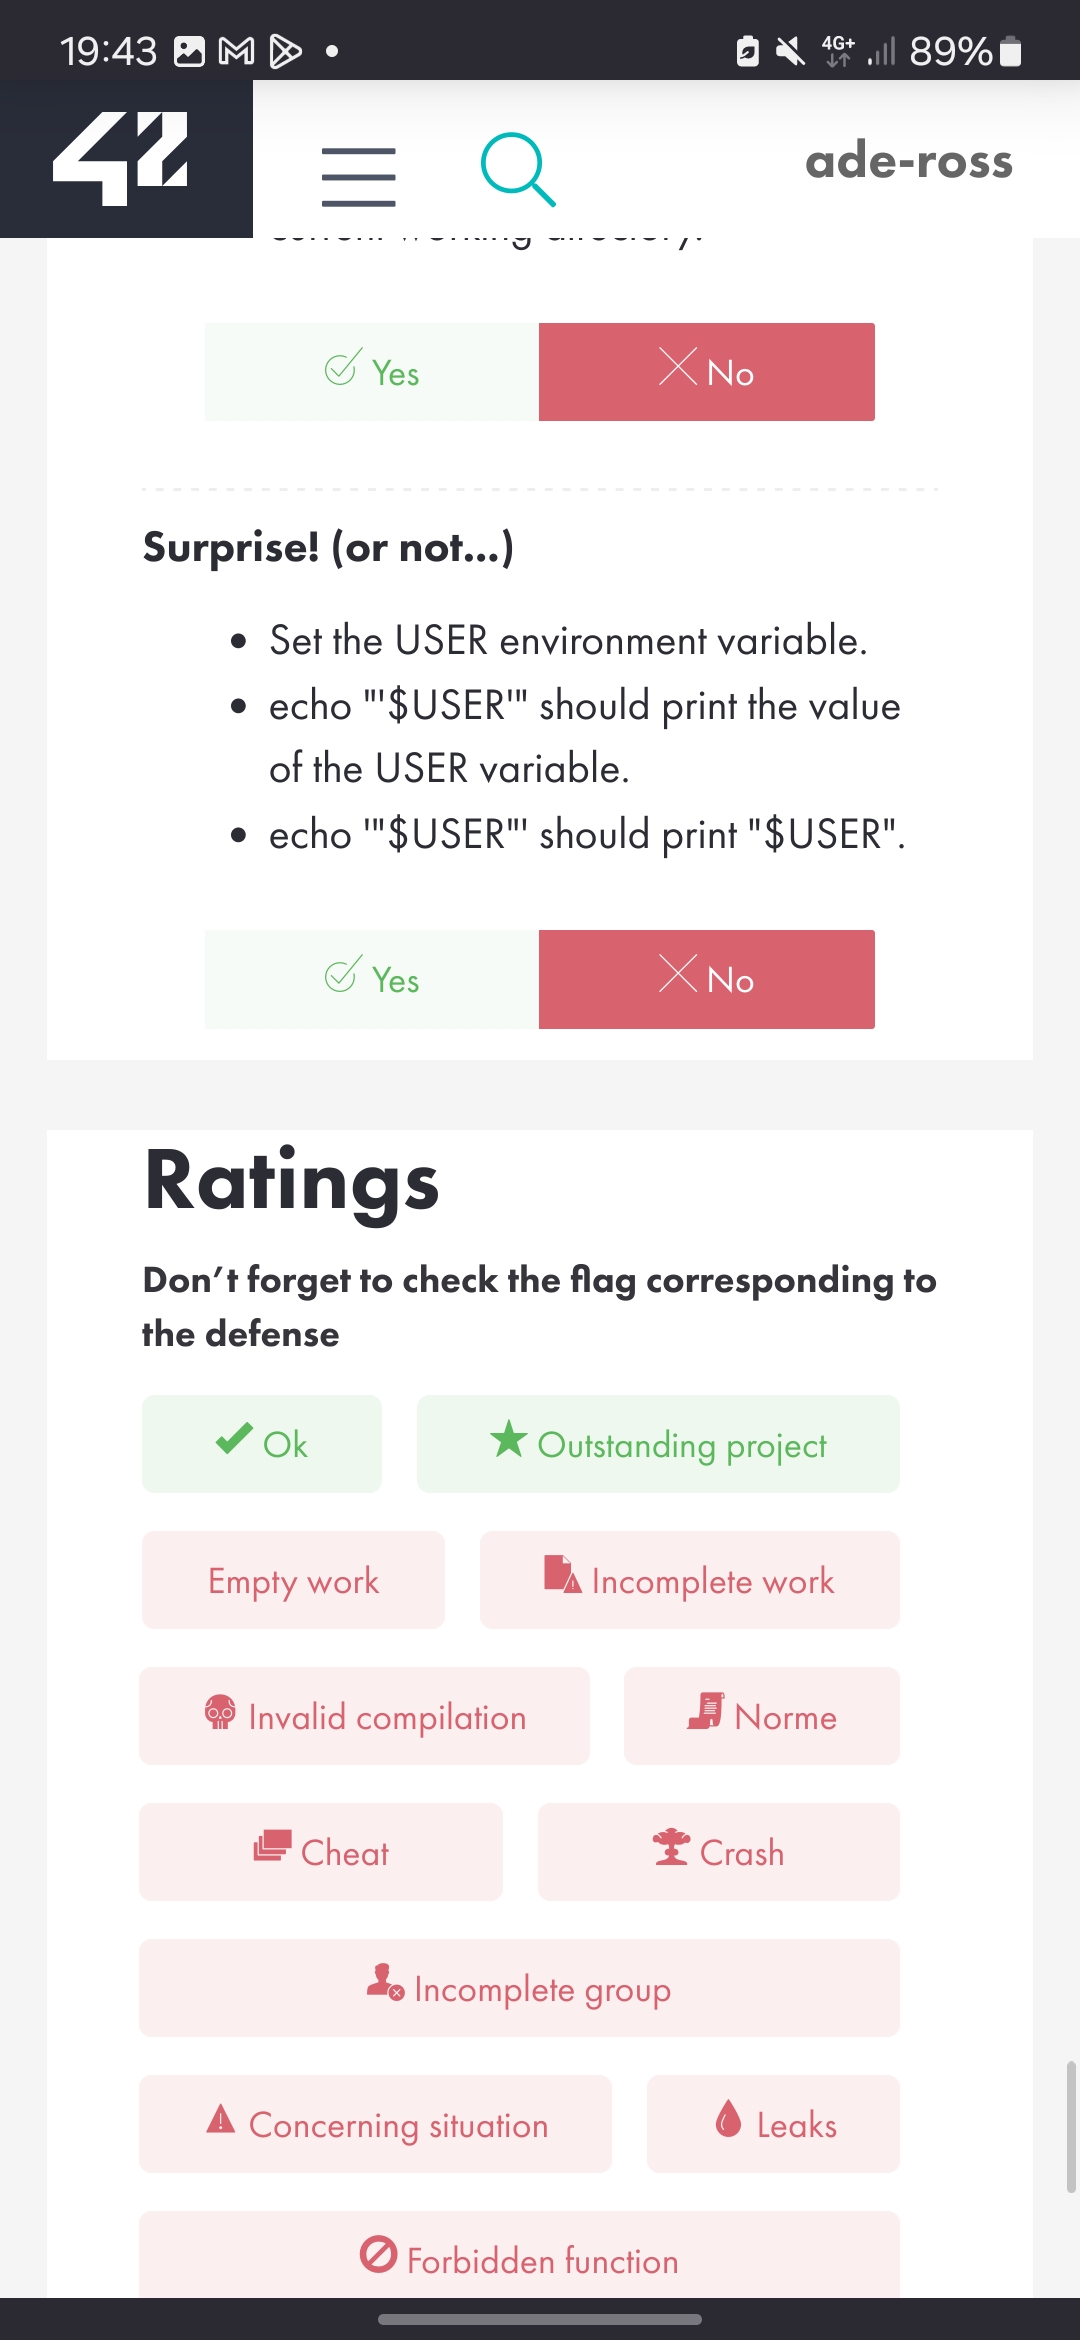 19:43
4G+
89%
42
ade-ross
current working directory.
Yes
No
Surprise! (or not...)
• Set the USER environment variable.
• echo "'$USER'" should print the value
of the USER variable.
• echo '"$USER"' should print "$USER".
Yes
No
Ratings
Don’t forget to check the flag corresponding to
the defense
Ok
Outstanding project
Empty work
Incomplete work
Invalid compilation
Norme
Cheat
Crash
Incomplete group
Concerning situation
Leaks
Forbidden function